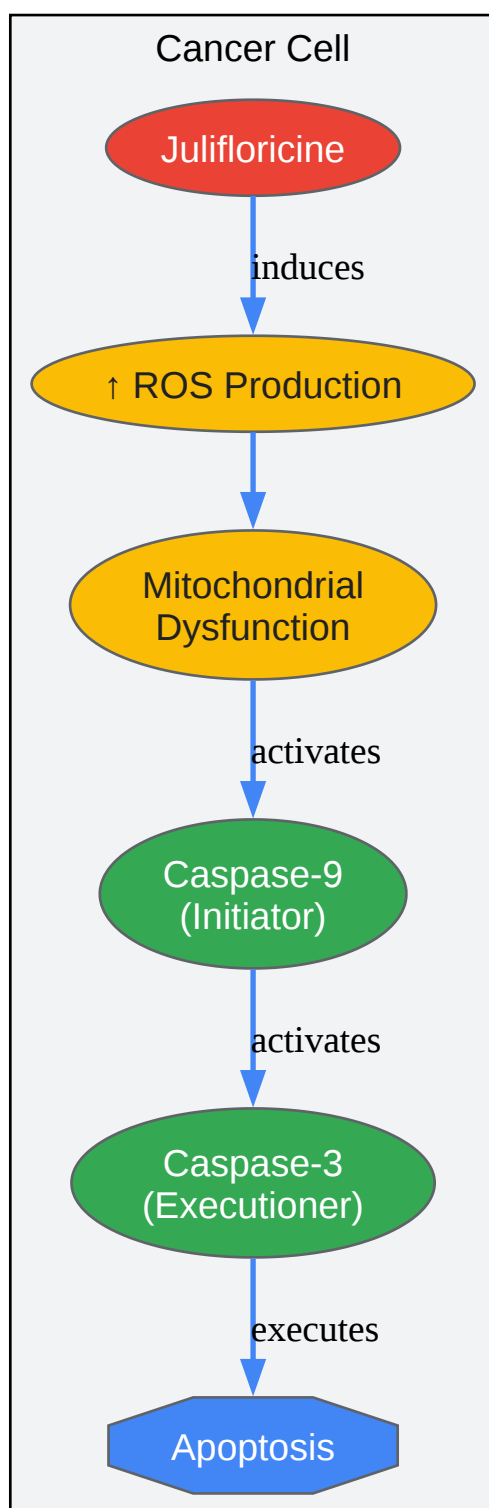 Cancer Cell
Julifloricine
induces
↑ ROS Production
Mitochondrial
Dysfunction
activates
Caspase-9
(Initiator)
activates
Caspase-3
(Executioner)
executes
Apoptosis